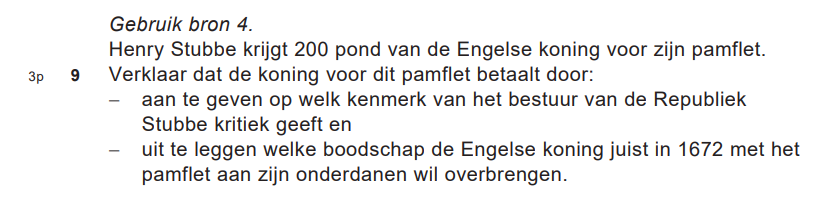 Gebruik bron 4.
Henry Stubbe krijgt 200 pond van de Engelse koning voor zijn pamflet.
3p 9 Verklaar dat de koning voor dit pamflet betaalt door:
– aan te geven op welk kenmerk van het bestuur van de Republiek
Stubbe kritiek geeft en
– uit te leggen welke boodschap de Engelse koning juist in 1672 met het
pamflet aan zijn onderdanen wil overbrengen.